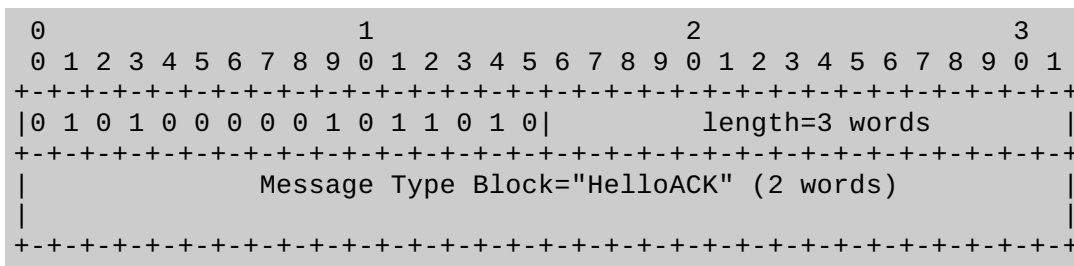 0                   1                   2                   3
 0 1 2 3 4 5 6 7 8 9 0 1 2 3 4 5 6 7 8 9 0 1 2 3 4 5 6 7 8 9 0 1
+-+-+-+-+-+-+-+-+-+-+-+-+-+-+-+-+-+-+-+-+-+-+-+-+-+-+-+-+-+-+-+-+
|0 1 0 1 0 0 0 0 0 1 0 1 1 0 1 0|         length=3 words        |
+-+-+-+-+-+-+-+-+-+-+-+-+-+-+-+-+-+-+-+-+-+-+-+-+-+-+-+-+-+-+-+-+
|              Message Type Block="HelloACK" (2 words)          |
|                                                               |
+-+-+-+-+-+-+-+-+-+-+-+-+-+-+-+-+-+-+-+-+-+-+-+-+-+-+-+-+-+-+-+-+